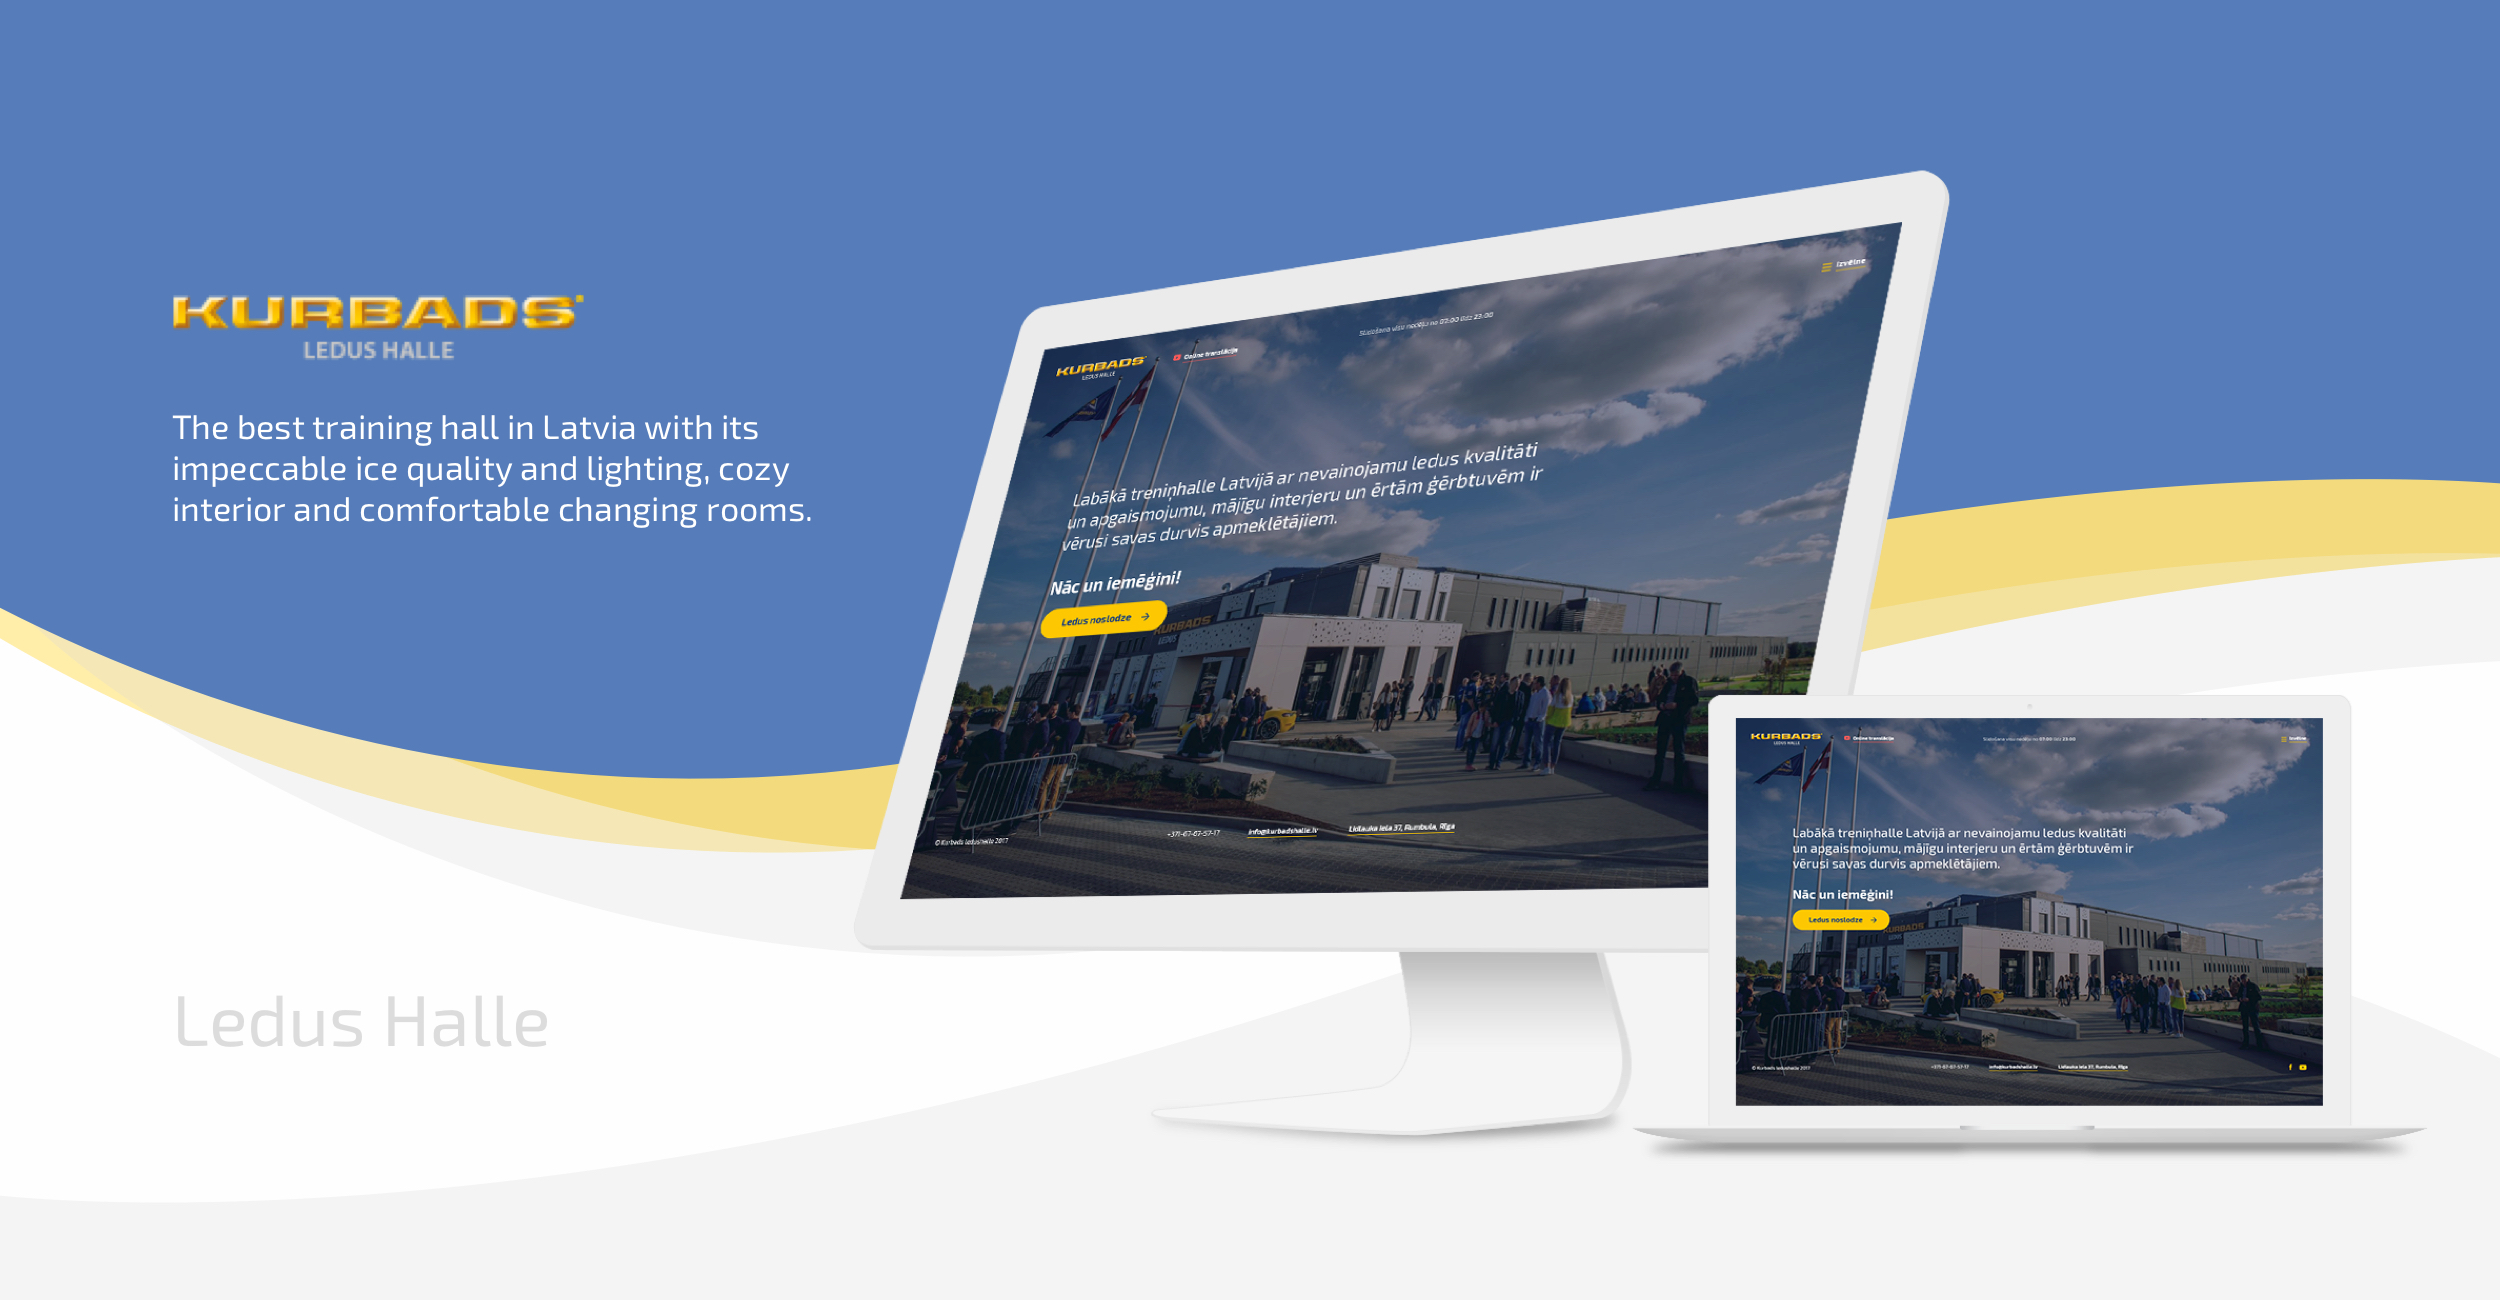 KURBADS
LEDUS HALLE
The best training hall in Latvia with its
impeccable ice quality and lighting, cozy
interior and comfortable changing rooms.
Ledus Halle
KURBADS
LEDUS HALLE
Online translācija
Slidošana visu nedēļu no 07:00 līdz 23:00
Izvēlne
Labākā treniņhalle Latvijā ar nevainojamu ledus kvalitāti
un apgaismojumu, mājīgu interjeru un ērtām ģērbtuvēm ir
vērusi savas durvis apmeklētājiem.
Nāc un iemēģini!
Ledus noslodze
KURBADS
© Kurbads ledushalle 2017
+371-67-67-57-17
info@kurbadshalle.lv
Lidlauka iela 37, Rumbula, Rīga
KURBADS
LEDUS HALLE
Online translācija
Slidošana visu nedēļu no 07:00 līdz 23:00
Izvēlne
Labākā treniņhalle Latvijā ar nevainojamu ledus kvalitāti
un apgaismojumu, mājīgu interjeru un ērtām ģērbtuvēm ir
vērusi savas durvis apmeklētājiem.
Nāc un iemēģini!
Ledus noslodze
KURBADS
© Kurbads ledushalle 2017
+371-67-67-57-17
info@kurbadshalle.lv
Lidlauka iela 37, Rumbula, Rīga